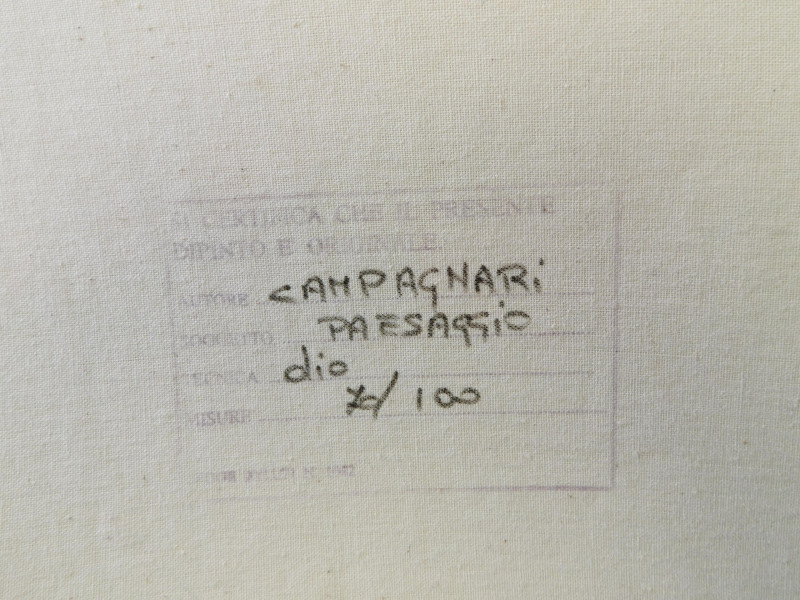 SI CERTIFICA CHE IL PRESENTE
DIPINTO E ORIGINALE
AUTORE CAMPAGNARI
SOGGETTO PAESAGGIO
TECNICA dio
MISURE 70/100